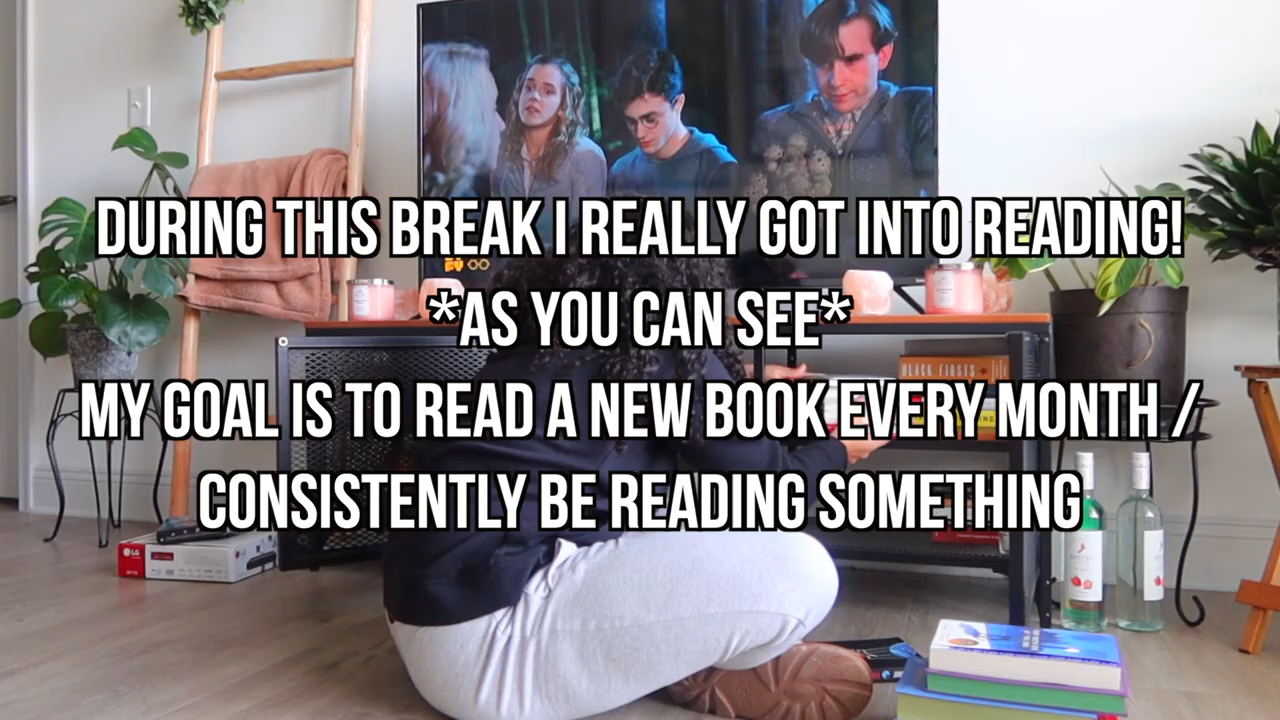 DURING THIS BREAK I REALLY GOT INTO READING!
*AS YOU CAN SEE*
MY GOAL IS TO READ A NEW BOOK EVERY MONTH /
CONSISTENTLY BE READING SOMETHING
BLACK FIRSTS
LG